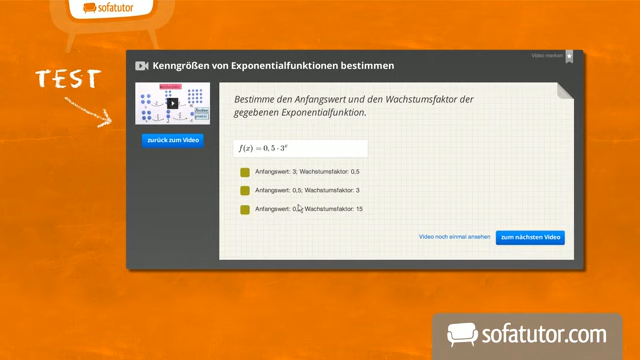 sofatutor
TEST
Kenngrößen von Exponentialfunktionen bestimmen
Video merken
zurück zum Video
Bestimme den Anfangswert und den Wachstumsfaktor der
gegebenen Exponentialfunktion.
f(x) = 0,5 · 3ˣ
Anfangswert: 3; Wachstumsfaktor: 0,5
Anfangswert: 0,5; Wachstumsfaktor: 3
Anfangswert: Wachstumsfaktor: 15
Video noch einmal ansehen
zum nächsten Video
sofatutor.com